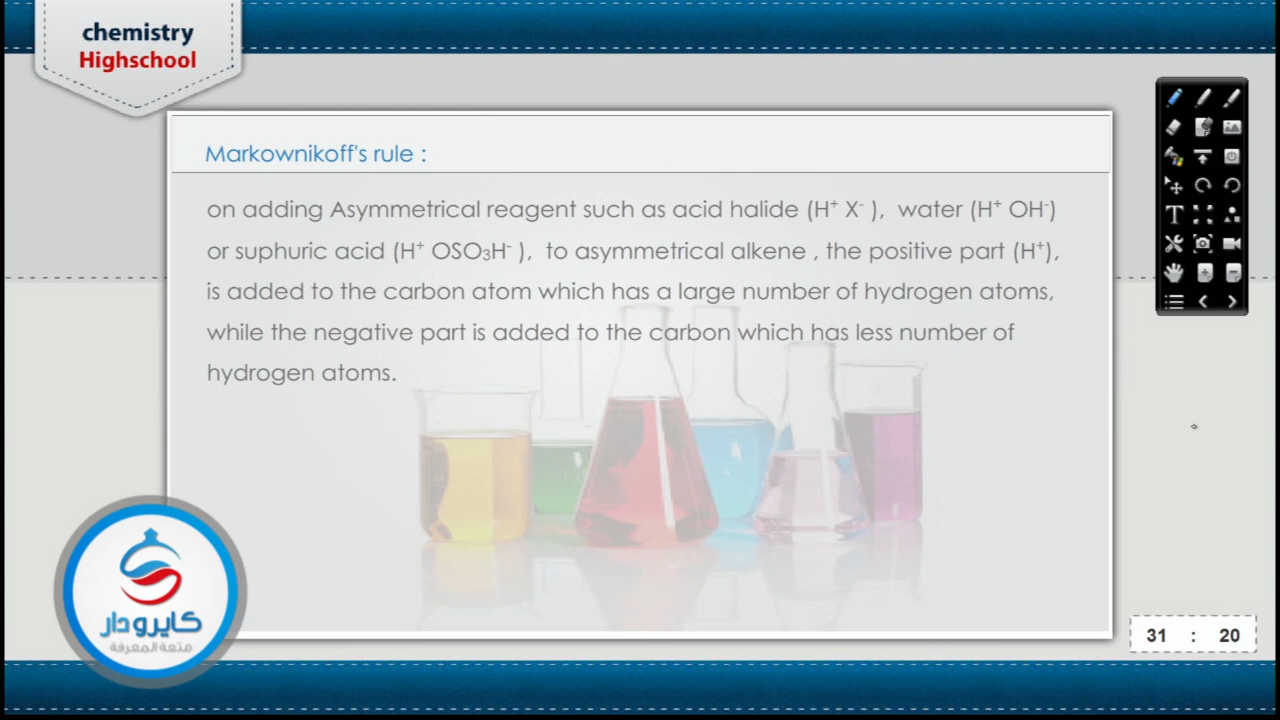 chemistry
Highschool
Markownikoff's rule :
on adding Asymmetrical reagent such as acid halide (H⁺ X⁻ ), water (H⁺ OH⁻)
or suphuric acid (H⁺ OSO₃H⁻ ), to asymmetrical alkene , the positive part (H⁺),
is added to the carbon atom which has a large number of hydrogen atoms,
while the negative part is added to the carbon which has less number of
hydrogen atoms.
كايرودار
متعة المعرفة
31 : 20